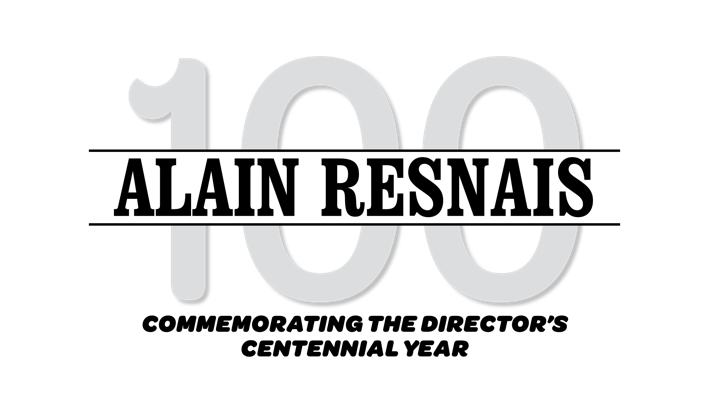 100
ALAIN RESNAIS
COMMEMORATING THE DIRECTOR'S
CENTENNIAL YEAR